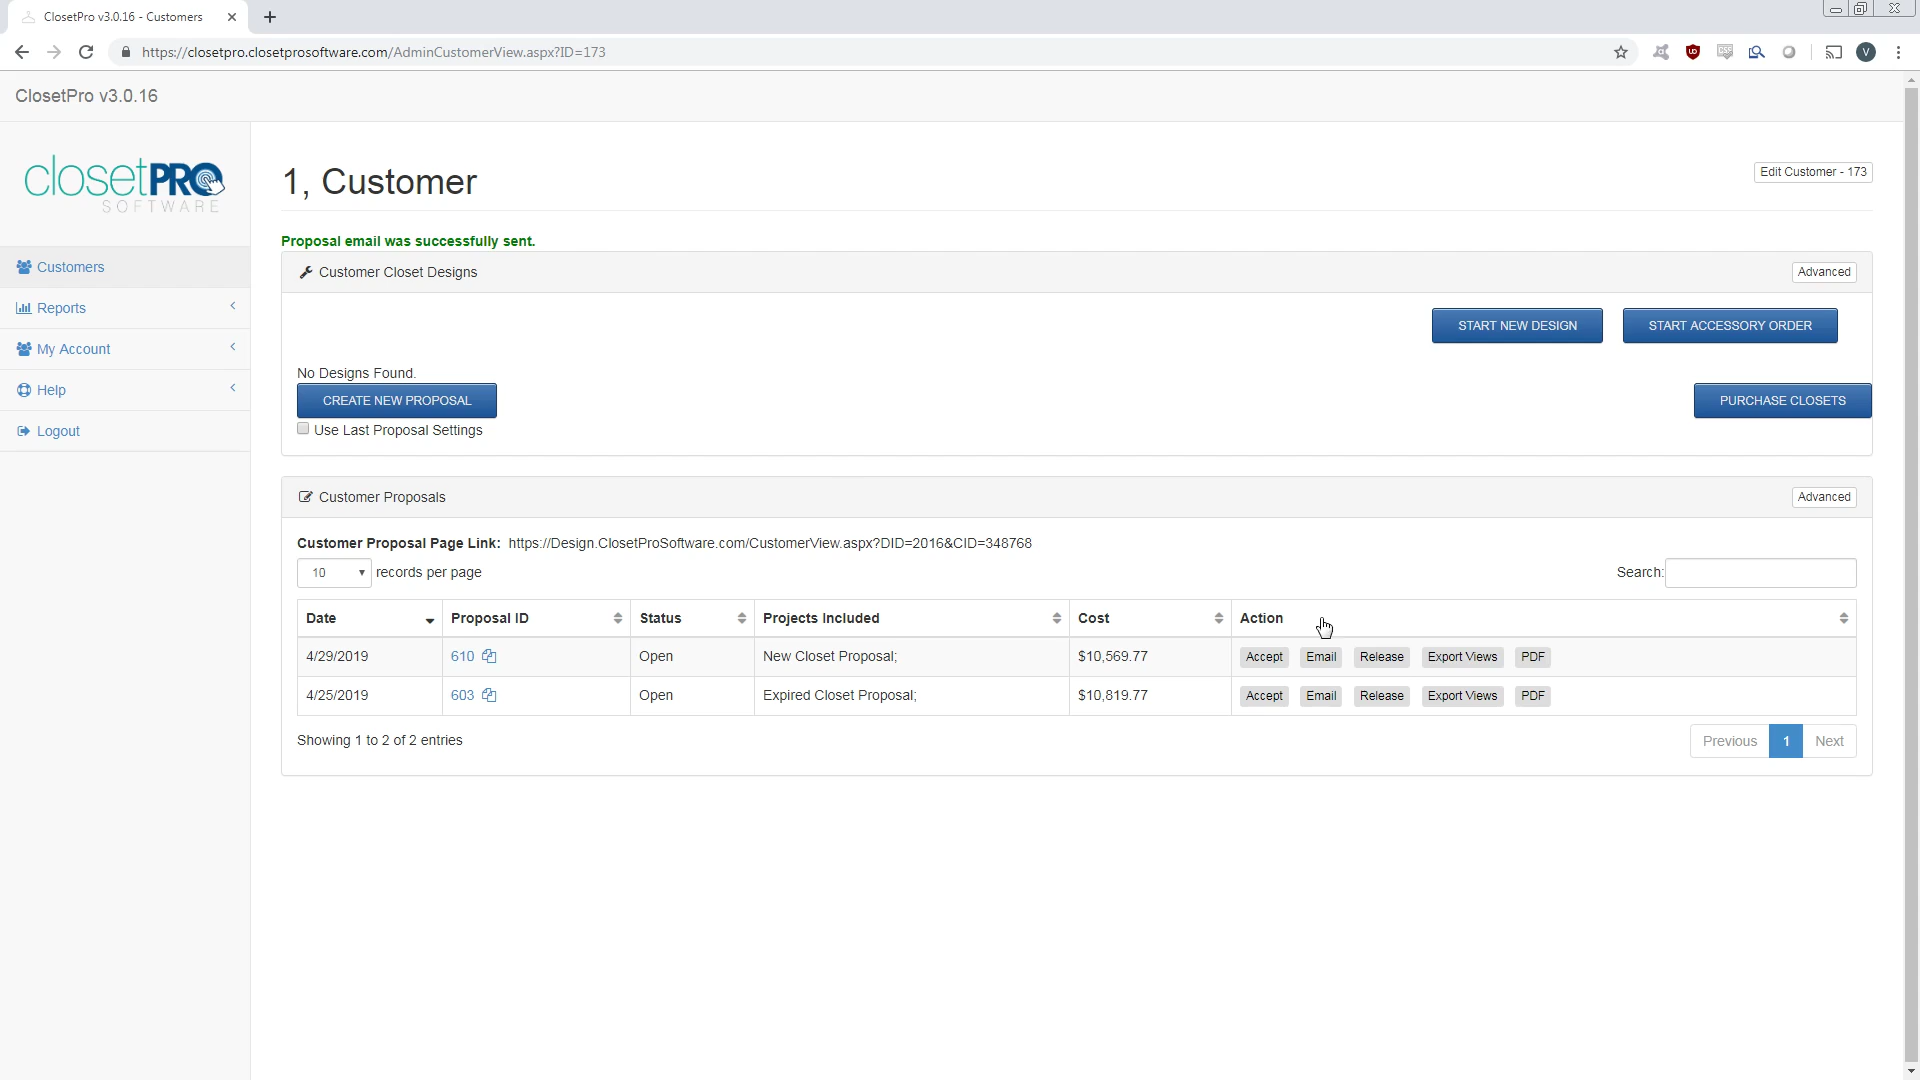 ClosetPro v3.0.16 - Customers
https://closetpro.closetprosoftware.com/AdminCustomerView.aspx?ID=173
V
ClosetPro v3.0.16
closetPRO
SOFTWARE
Customers
Reports
My Account
Help
Logout
1, Customer
Edit Customer - 173
Proposal email was successfully sent.
Customer Closet Designs
Advanced
START NEW DESIGN
START ACCESSORY ORDER
No Designs Found.
CREATE NEW PROPOSAL
PURCHASE CLOSETS
Use Last Proposal Settings
Customer Proposals
Advanced
Customer Proposal Page Link: https://Design.ClosetProSoftware.com/CustomerView.aspx?DID=2016&CID=348768
10 records per page
Search:
Date Proposal ID Status Projects Included Cost Action
4/29/2019 610 Open New Closet Proposal; $10,569.77 Accept Email Release Export Views PDF
4/25/2019 603 Open Expired Closet Proposal; $10,819.77 Accept Email Release Export Views PDF
Showing 1 to 2 of 2 entries
Previous 1 Next